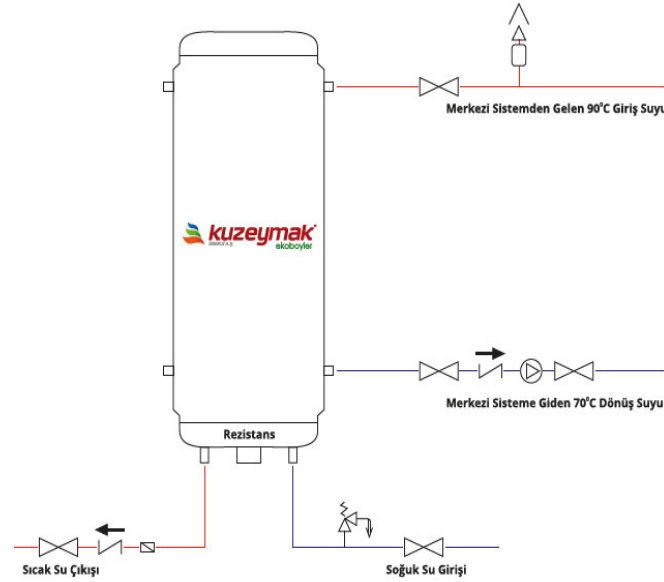 Merkezi Sistemden Gelen 90°C Giriş Suyu
kuzeymak
ekoboyler
Merkezi Sisteme Giden 70°C Dönüş Suyu
Rezistans
Sıcak Su Çıkışı
Soğuk Su Girişi